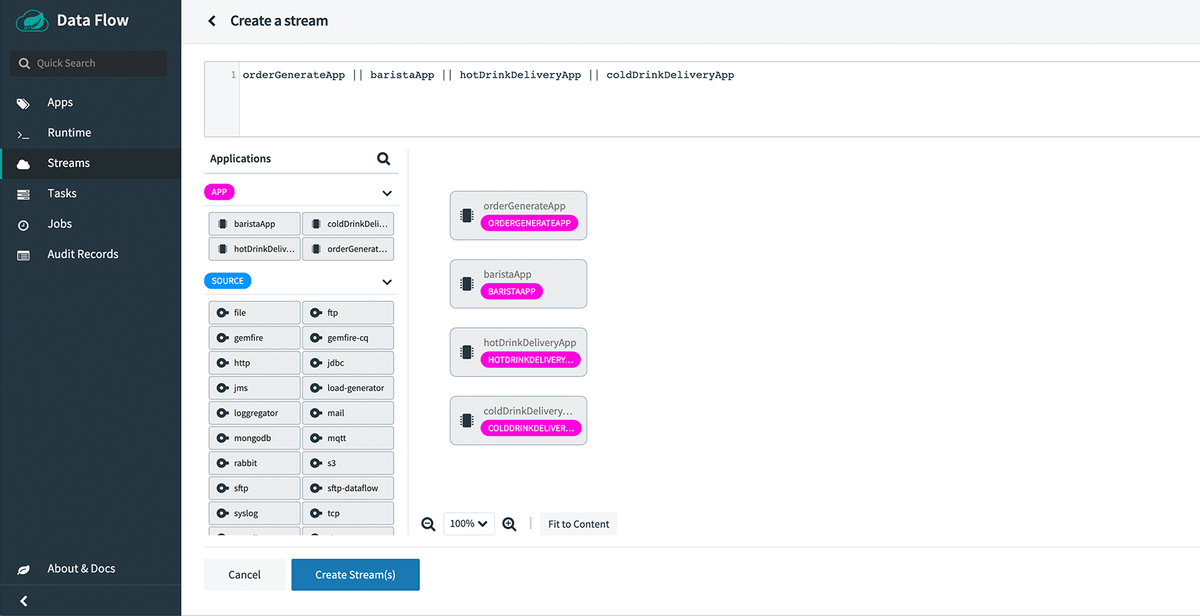 Data Flow
Quick Search
Apps
Runtime
Streams
Tasks
Jobs
Audit Records
About & Docs
Create a stream
1 orderGenerateApp || baristaApp || hotDrinkDeliveryApp || coldDrinkDeliveryApp
Applications
APP
baristaApp coldDrinkDeli...
hotDrinkDeliv... orderGenerat...
SOURCE
file ftp
gemfire gemfire-cq
http jdbc
jms load-generator
loggregator mail
mongodb mqtt
rabbit s3
sftp sftp-dataflow
syslog tcp
orderGenerateApp
ORDERGENERATEAPP
baristaApp
BARISTAAPP
hotDrinkDeliveryApp
HOTDRINKDELIVERY...
coldDrinkDelivery...
COLDDRINKDELIVER...
100% | Fit to Content
Cancel Create Stream(s)